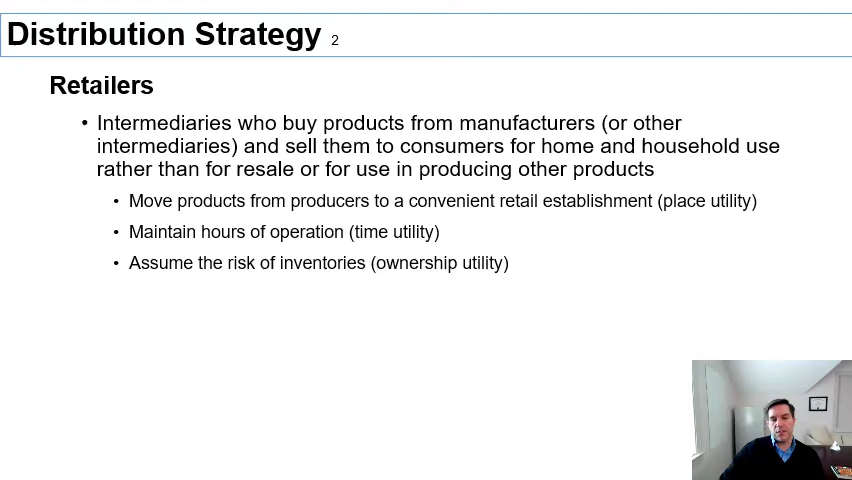 Distribution Strategy 2
Retailers
• Intermediaries who buy products from manufacturers (or other
intermediaries) and sell them to consumers for home and household use
rather than for resale or for use in producing other products
• Move products from producers to a convenient retail establishment (place utility)
• Maintain hours of operation (time utility)
• Assume the risk of inventories (ownership utility)